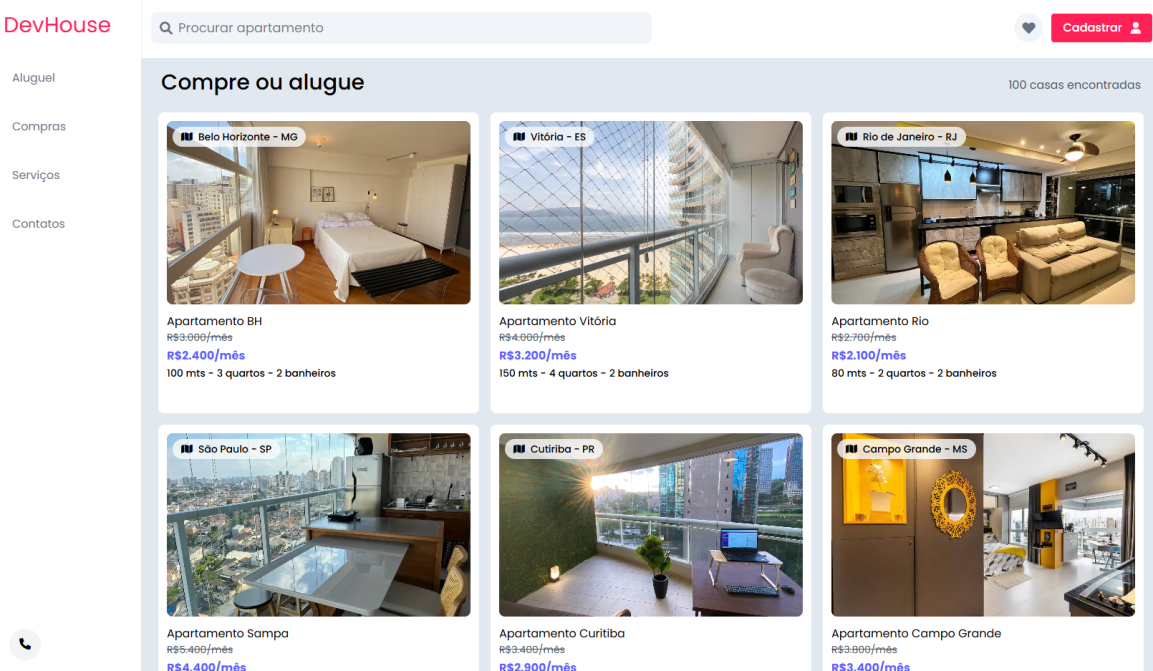 DevHouse
Procurar apartamento
Cadastrar
Aluguel
Compras
Serviços
Contatos
Compre ou alugue
100 casas encontradas
Belo Horizonte - MG
Apartamento BH
R$3.000/mês
R$2.400/mês
100 mts - 3 quartos - 2 banheiros
Vitória - ES
Apartamento Vitória
R$4.000/mês
R$3.200/mês
150 mts - 4 quartos - 2 banheiros
Rio de Janeiro - RJ
Apartamento Rio
R$2.700/mês
R$2.100/mês
80 mts - 2 quartos - 2 banheiros
São Paulo - SP
Apartamento Sampa
R$5.400/mês
R$4.400/mês
Cutiriba - PR
Apartamento Curitiba
R$3.400/mês
R$2.900/mês
Campo Grande - MS
Apartamento Campo Grande
R$3.800/mês
R$3.400/mês